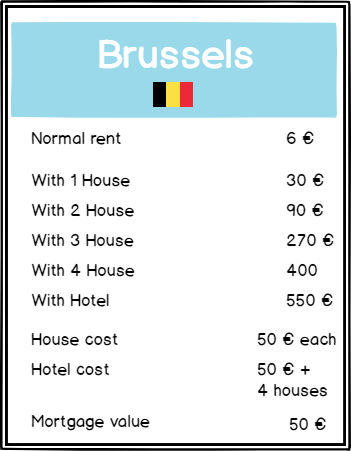 Brussels
Normal rent 6 €
With 1 House 30 €
With 2 House 90 €
With 3 House 270 €
With 4 House 400
With Hotel 550 €
House cost 50 € each
Hotel cost 50 € +
4 houses
Mortgage value 50 €